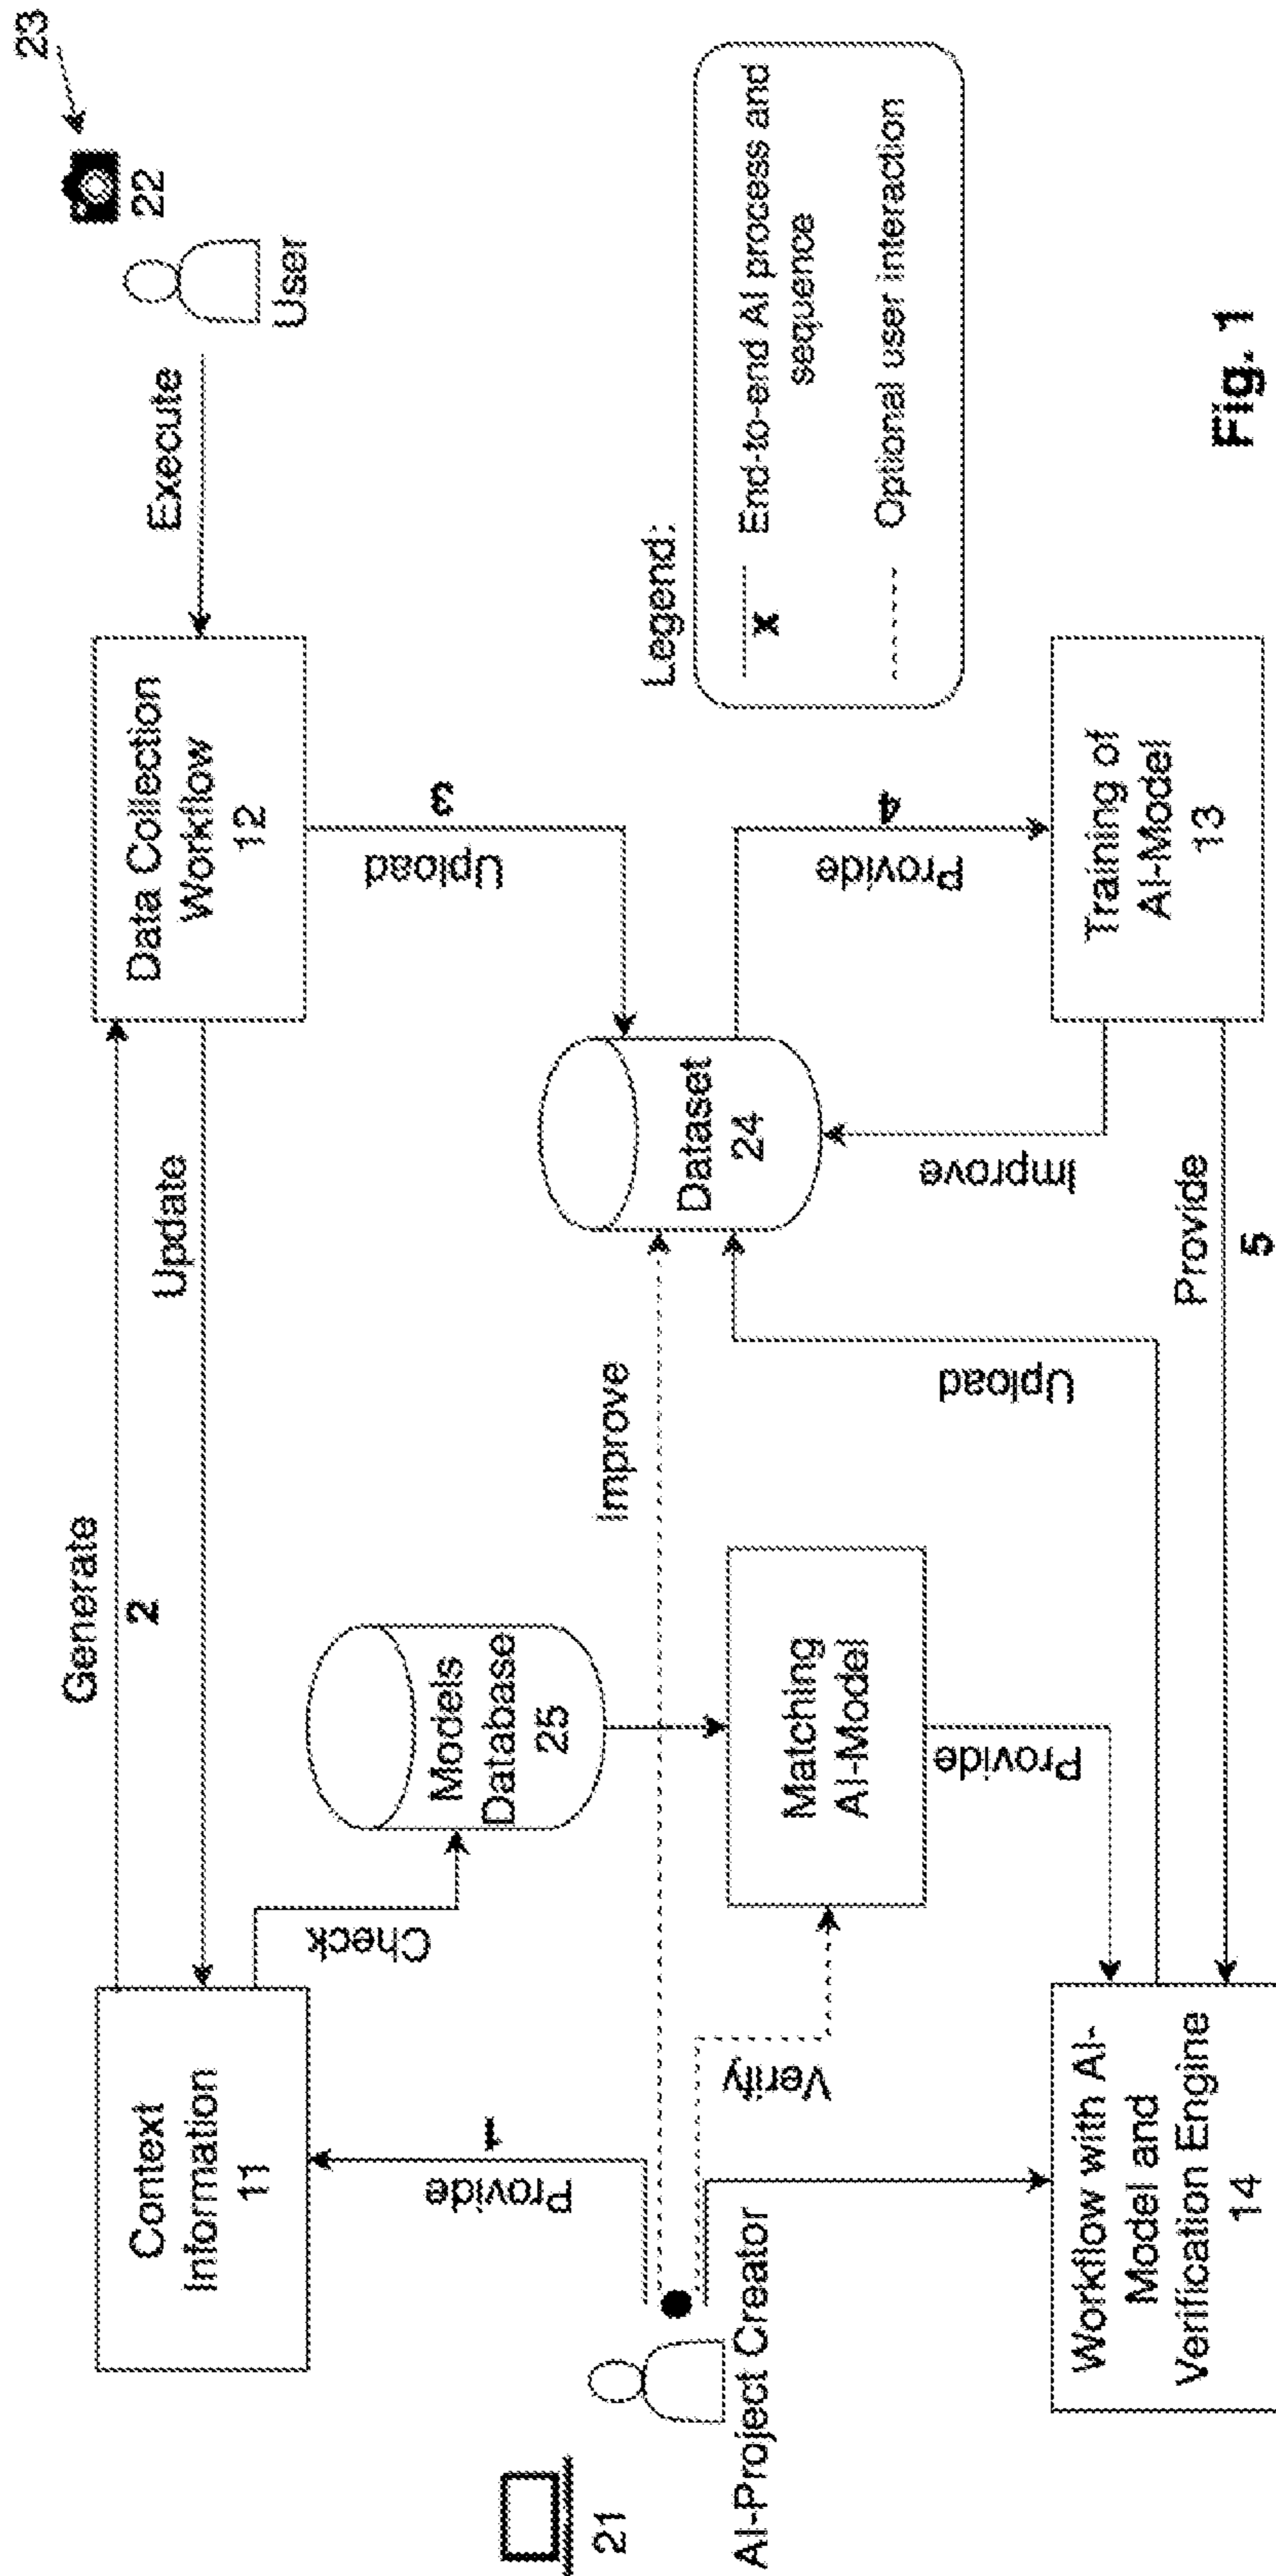 23
22
User
Execute
Generate
2
Update
Context
Information
11
Data Collection
Workflow
12
Check
Models
Database
25
Provide
1
Upload
3
21
AI-Project Creator
Verify
Improve
Dataset
24
Matching
AI-Model
Provide
Upload
Improve
Provide
4
Legend:
x
End-to-end AI process and
sequence
Optional user interaction
Workflow with AI-
Model and
Verification Engine
14
Provide
5
Training of
AI-Model
13
Fig. 1